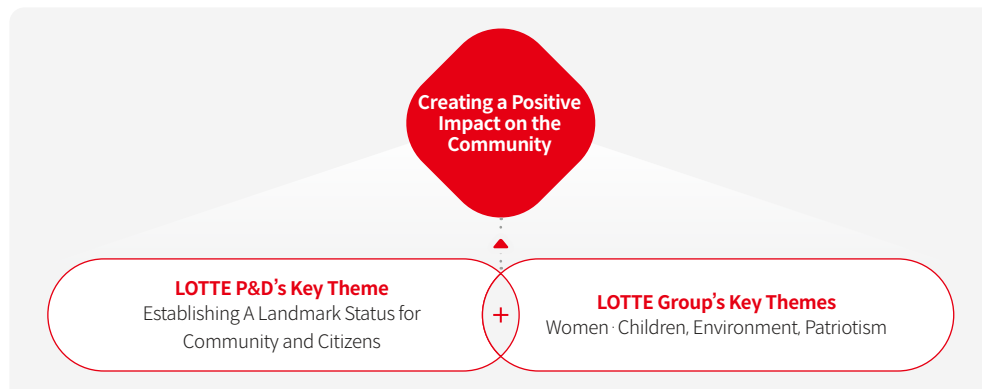 Creating a Positive
Impact on the
Community
LOTTE P&D’s Key Theme
Establishing A Landmark Status for
Community and Citizens
+
LOTTE Group’s Key Themes
Women · Children, Environment, Patriotism